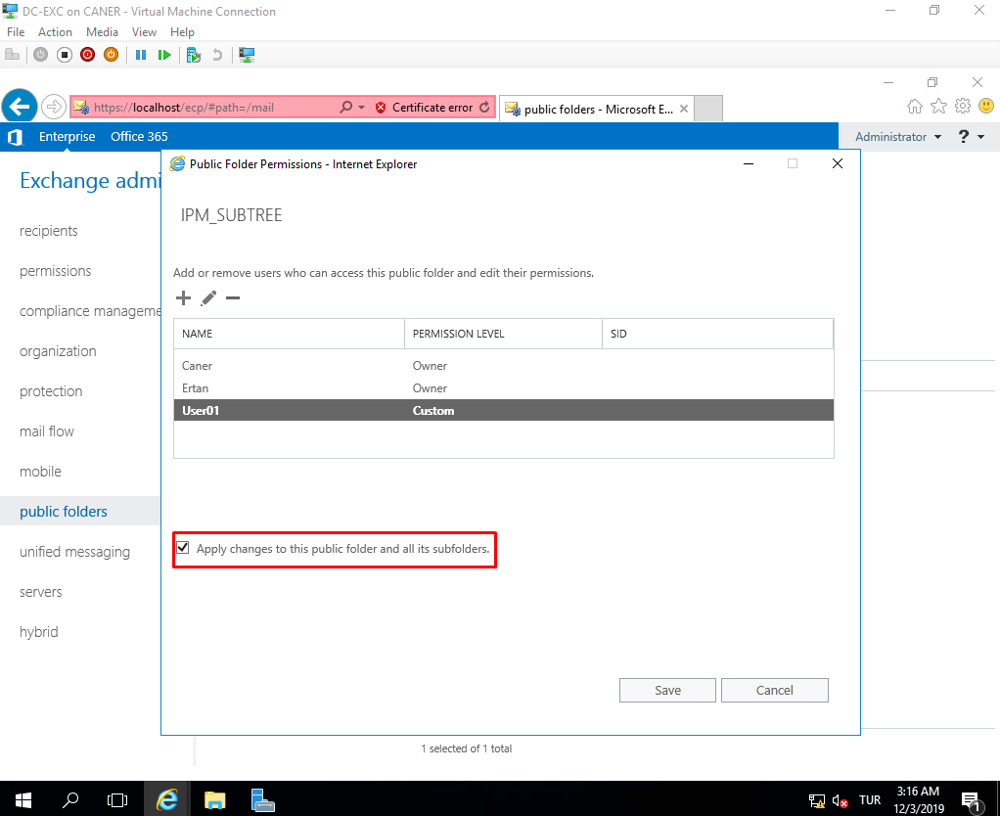 DC-EXC on CANER - Virtual Machine Connection
File Action Media View Help
https://localhost/ecp/#path=/mail
Certificate error
public folders - Microsoft E...
Enterprise Office 365
Administrator ?
Exchange admi
recipients
permissions
compliance manageme
organization
protection
mail flow
mobile
public folders
unified messaging
servers
hybrid
Public Folder Permissions - Internet Explorer
IPM_SUBTREE
Add or remove users who can access this public folder and edit their permissions.
NAME PERMISSION LEVEL SID
Caner Owner
Ertan Owner
User01 Custom
Apply changes to this public folder and all its subfolders.
Save Cancel
1 selected of 1 total
TUR
3:16 AM
12/3/2019
1